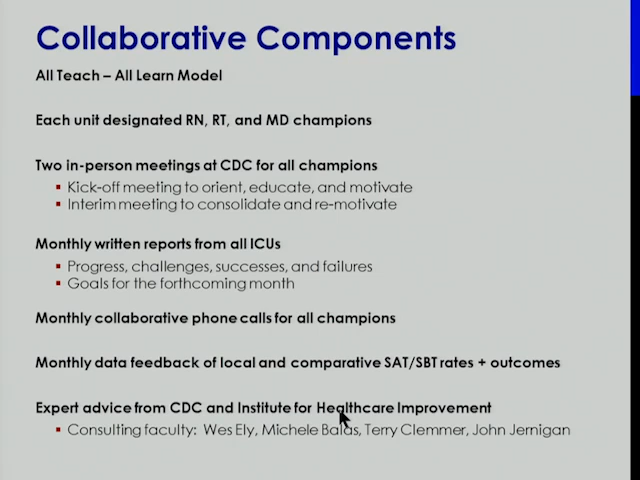 Collaborative Components
All Teach – All Learn Model
Each unit designated RN, RT, and MD champions
Two in-person meetings at CDC for all champions
▪ Kick-off meeting to orient, educate, and motivate
▪ Interim meeting to consolidate and re-motivate
Monthly written reports from all ICUs
▪ Progress, challenges, successes, and failures
▪ Goals for the forthcoming month
Monthly collaborative phone calls for all champions
Monthly data feedback of local and comparative SAT/SBT rates + outcomes
Expert advice from CDC and Institute for Healthcare Improvement
▪ Consulting faculty: Wes Ely, Michele Balas, Terry Clemmer, John Jernigan